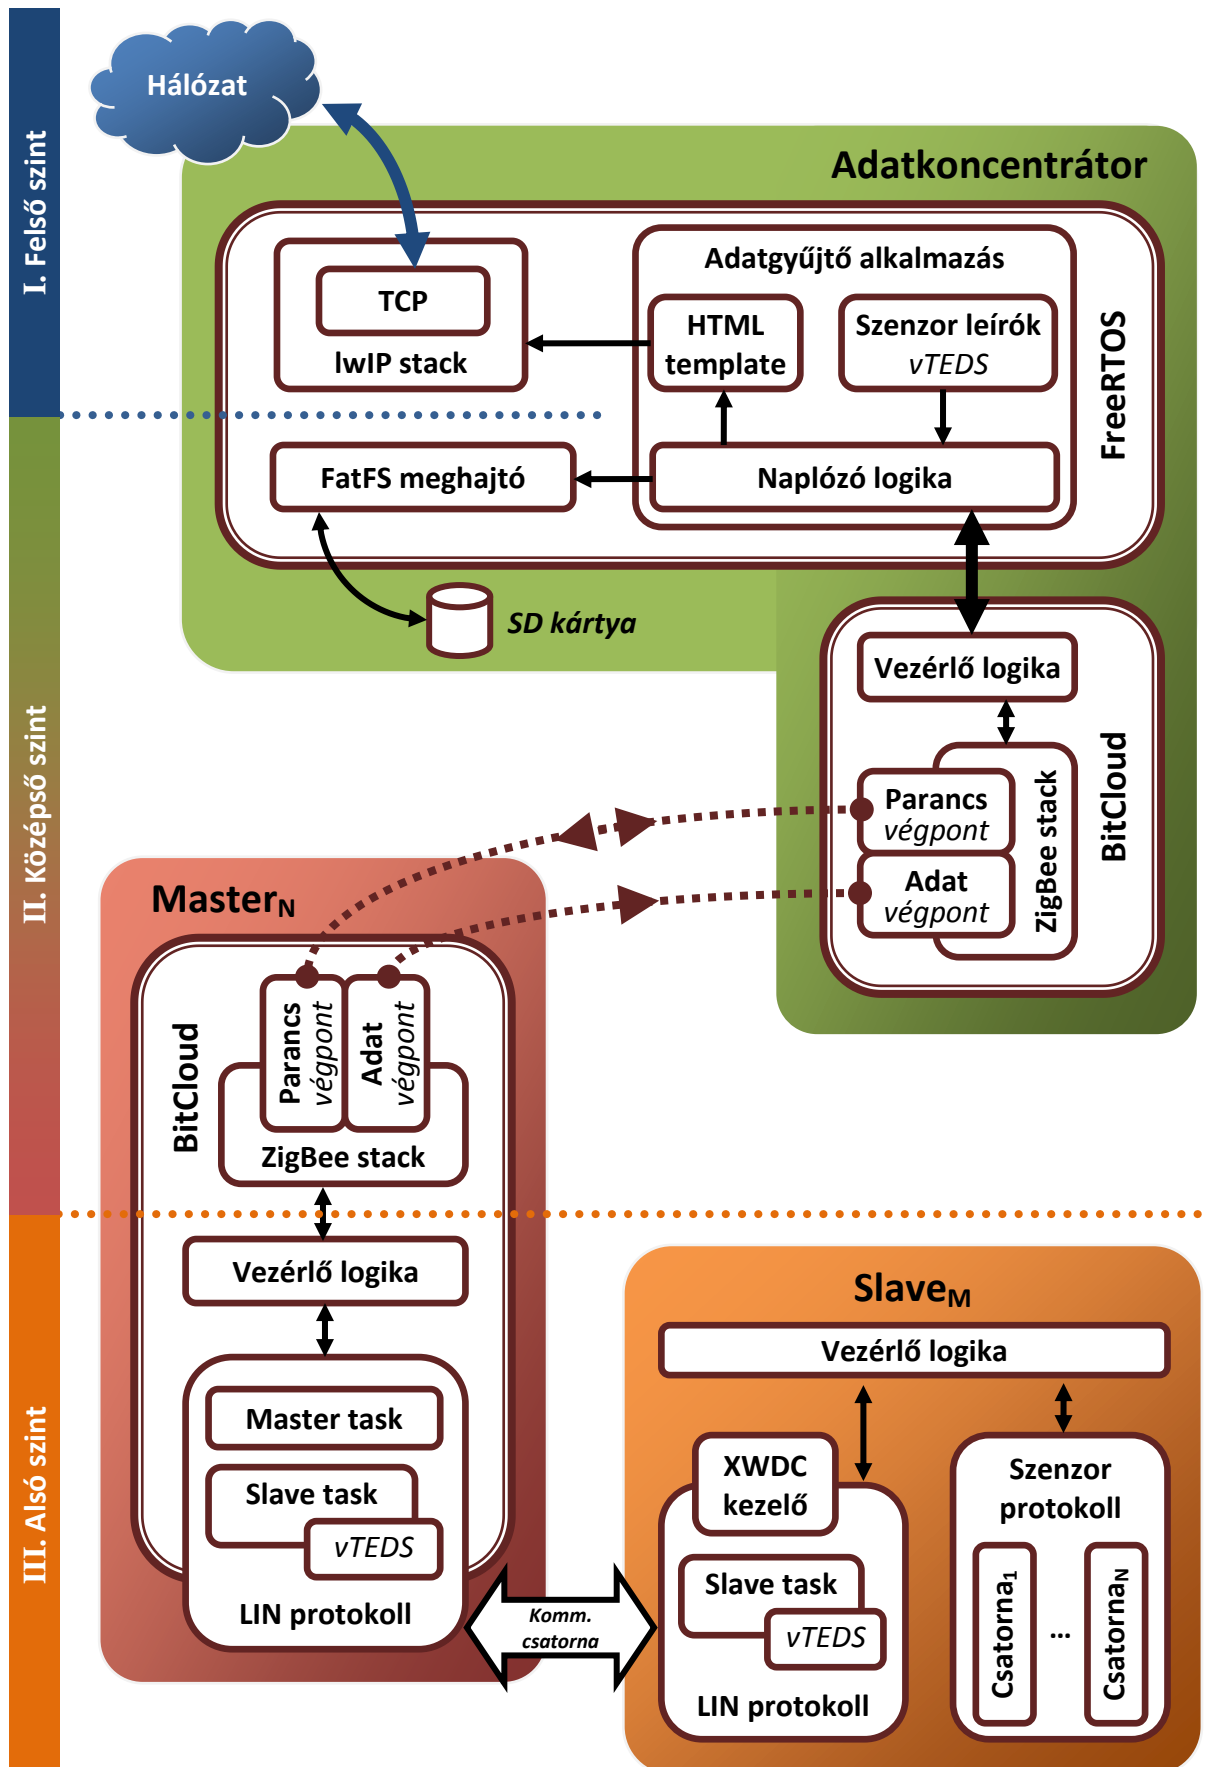 I. Felső szint
II. Középső szint
III. Alsó szint
Hálózat
Adatkoncentrátor
FreeRTOS
TCP
lwIP stack
Adatgyűjtő alkalmazás
HTML
template
Szenzor leírók
vTEDS
FatFS meghajtó
Naplózó logika
SD kártya
Vezérlő logika
BitCloud
Parancs
végpont
Adat
végpont
ZigBee stack
MasterN
BitCloud
Parancs
végpont
Adat
végpont
ZigBee stack
Vezérlő logika
Master task
Slave task
vTEDS
LIN protokoll
Komm.
csatorna
SlaveM
Vezérlő logika
XWDC
kezelő
Slave task
vTEDS
LIN protokoll
Szenzor
protokoll
Csatorna1
...
CsatornaN